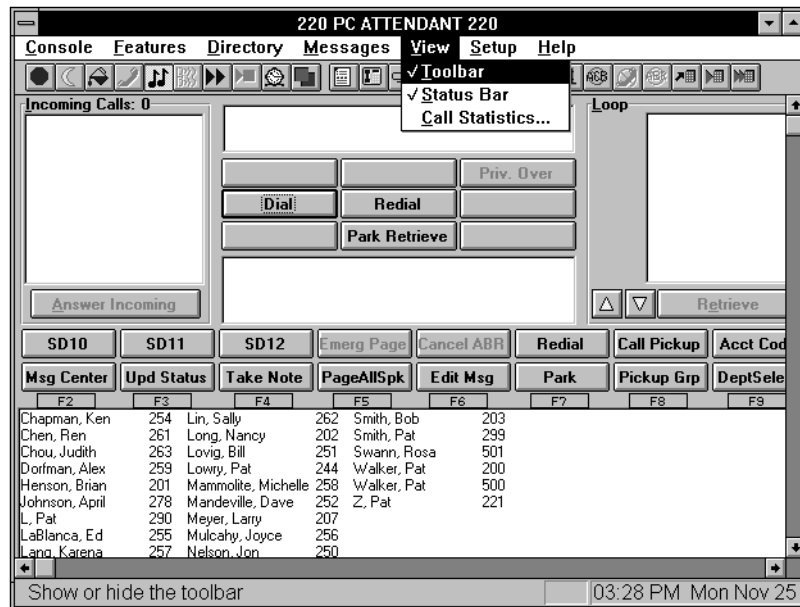 220 PC ATTENDANT 220
Console Features Directory Messages View Setup Help
✓Toolbar
✓Status Bar
Call Statistics...
Incoming Calls: 0
Loop
Priv. Over
Dial Redial
Park Retrieve
Answer Incoming
Retrieve
SD10 SD11 SD12 Emerg Page Cancel ABR Redial Call Pickup Acct Cod
Msg Center Upd Status Take Note PageAllSpk Edit Msg Park Pickup Grp DeptSele
F2 F3 F4 F5 F6 F7 F8 F9
Chapman, Ken 254 Lin, Sally 262 Smith, Bob 203
Chen, Ren 261 Long, Nancy 202 Smith, Pat 299
Chou, Judith 263 Lovig, Bill 251 Swann, Rosa 501
Dorfman, Alex 259 Lowry, Pat 244 Walker, Pat 200
Henson, Brian 201 Mammolite, Michelle 258 Walker, Pat 500
Johnson, April 278 Mandeville, Dave 252 Z, Pat 221
L, Pat 290 Meyer, Larry 207
LaBlanca, Ed 255 Mulcahy, Joyce 256
Lang, Karena 257 Nelson, Jon 250
Show or hide the toolbar 03:28 PM Mon Nov 25